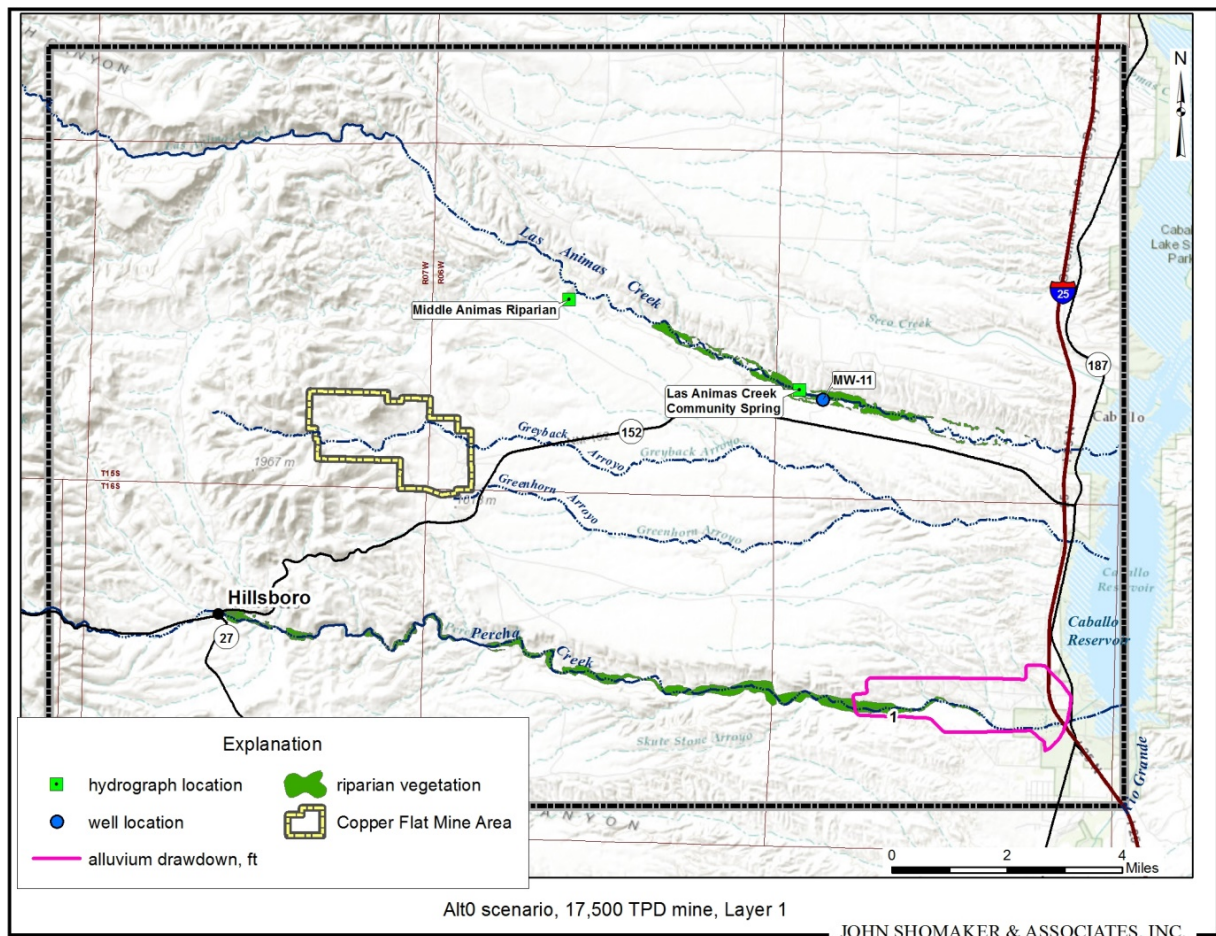 H CANYON
N
Las Animas
Creek
Caballo
Lake S
Park
R07W
R06W
25
Middle Animas Riparian
Seco Creek
187
MW-11
Las Animas Creek
Community Spring
Caballo
152
Greyback
Arroyo
Greyback Arroyo
1967 m
T15S
T16S
Greenhorn
Arroyo
Greenhorn Arroyo
Caballo
Reservoir
Hillsboro
27
Percha
Creek
Caballo
Reservoir
1
Skute Stone Arroyo
I-25 N
Rio Grande
ANYON
Explanation
hydrograph location
riparian vegetation
well location
Copper Flat Mine Area
alluvium drawdown, ft
0 2 4
Miles
Alt0 scenario, 17,500 TPD mine, Layer 1
JOHN SHOMAKER & ASSOCIATES, INC.